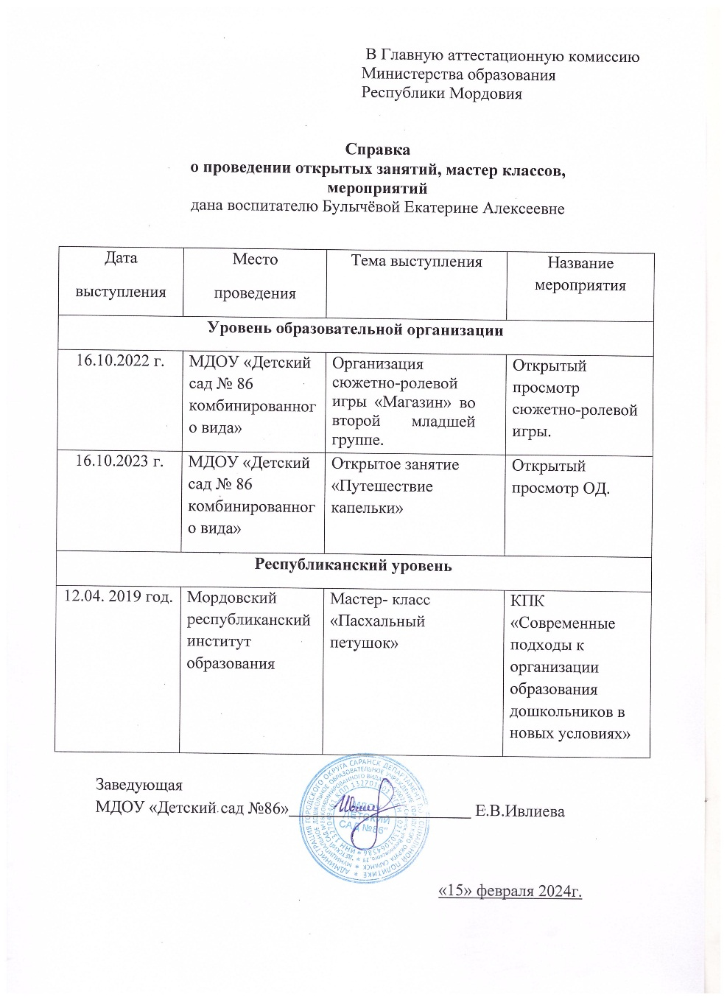 В Главную аттестационную комиссию
Министерства образования
Республики Мордовия
Справка
о проведении открытых занятий, мастер классов,
мероприятий
дана воспитателю Булычёвой Екатерине Алексеевне
Дата
выступления
Место
проведения
Тема выступления
Название
мероприятия
Уровень образовательной организации
16.10.2022 г.
МДОУ «Детский
сад № 86
комбинированног
о вида»
Организация
сюжетно-ролевой
игры «Магазин» во
второй младшей
группе.
Открытый
просмотр
сюжетно-ролевой
игры.
16.10.2023 г.
МДОУ «Детский
сад № 86
комбинированног
о вида»
Открытое занятие
«Путешествие
капельки»
Открытый
просмотр ОД.
Республиканский уровень
12.04. 2019 год.
Мордовский
республиканский
институт
образования
Мастер- класс
«Пасхальный
петушок»
КПК
«Современные
подходы к
организации
образования
дошкольников в
новых условиях»
Заведующая
МДОУ «Детский сад №86»______________________ Е.В.Ивлиева
ДЕТСКИЙ
САД №86"
«15» февраля 2024г.